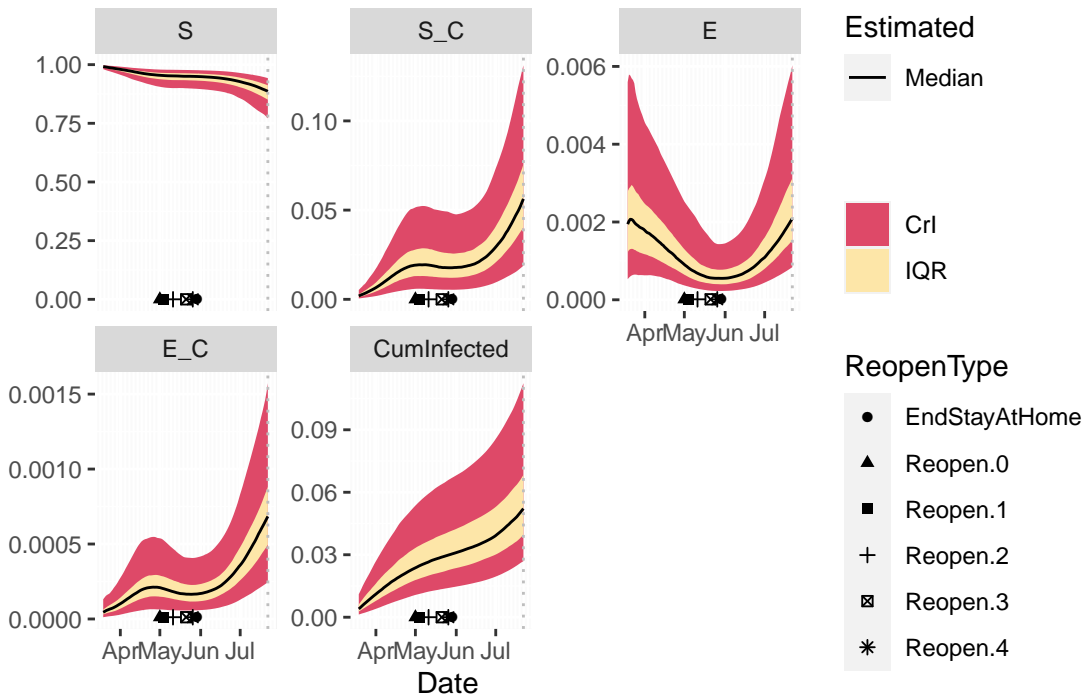 S
S_C
E
1.00
0.75
0.50
0.25
0.00
0.10
0.05
0.00
0.006
0.004
0.002
0.000
Apr May Jun Jul
E_C
CumInfected
0.0015
0.0010
0.0005
0.0000
Apr May Jun Jul
0.09
0.06
0.03
0.00
Apr May Jun Jul
Date
Estimated
Median
CrI
IQR
ReopenType
EndStayAtHome
Reopen.0
Reopen.1
Reopen.2
Reopen.3
Reopen.4